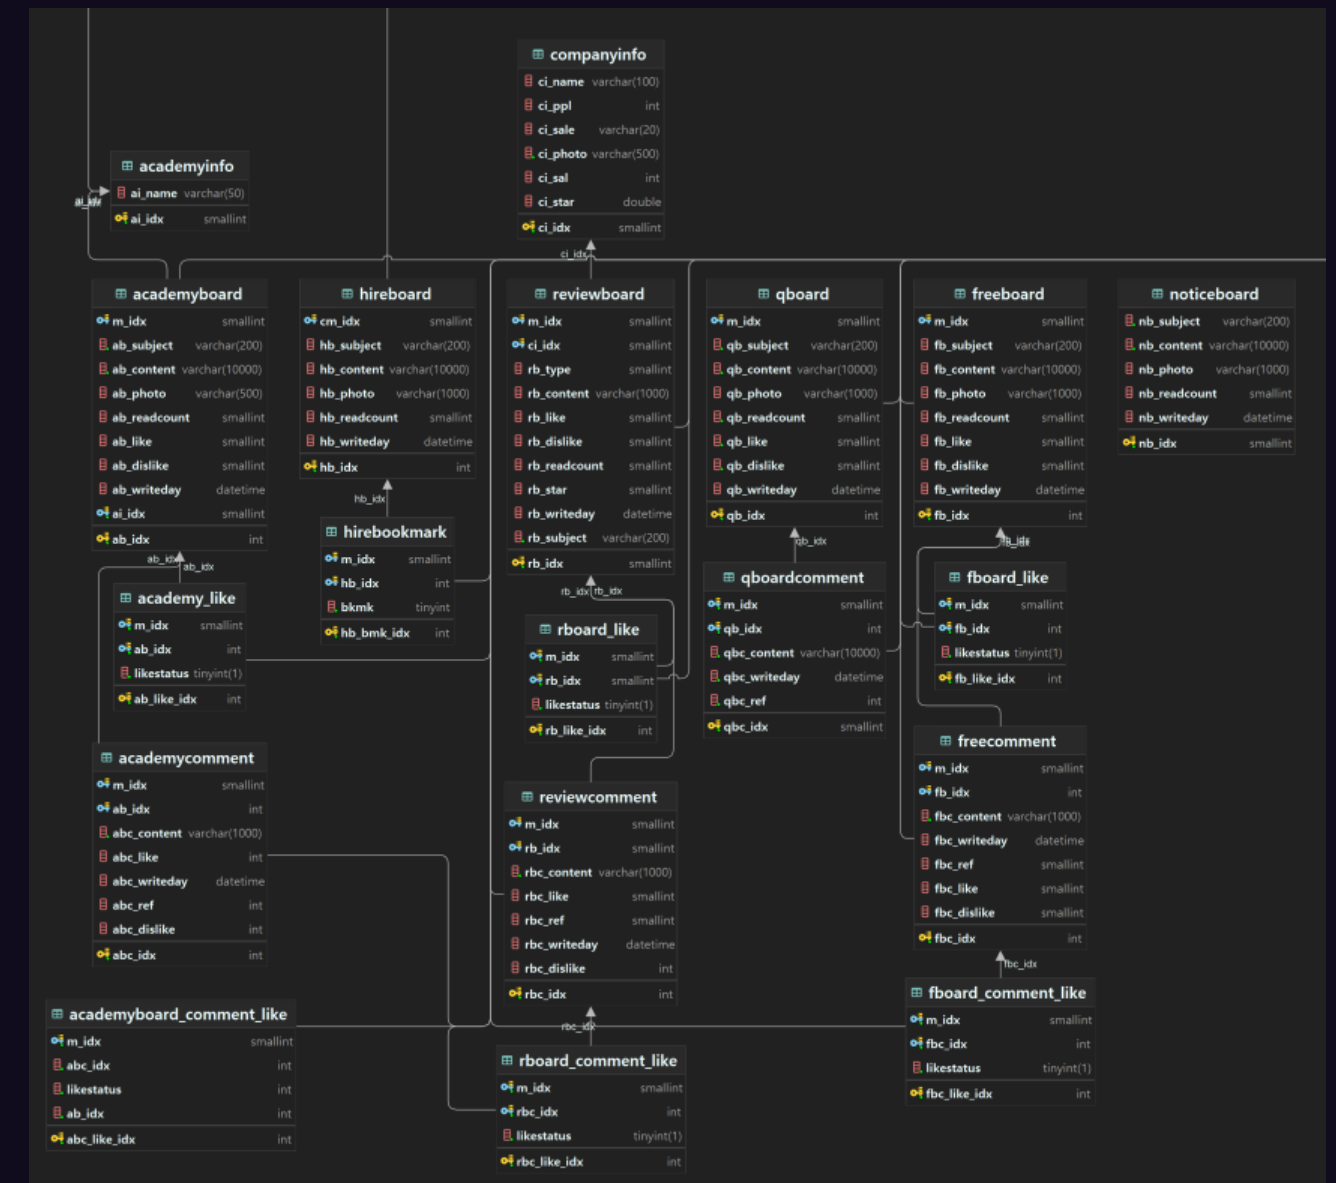 companyinfo
ci_name varchar(100)
ci_ppl int
ci_sale varchar(20)
ci_photo varchar(500)
ci_sal int
ci_star double
ci_idx smallint
academyinfo
ai_name varchar(50)
ai_idx smallint
ci_idx
academyboard
m_idx smallint
ab_subject varchar(200)
ab_content varchar(10000)
ab_photo varchar(500)
ab_readcount smallint
ab_like smallint
ab_dislike smallint
ab_writeday datetime
ai_idx smallint
ab_idx int
hireboard
cm_idx smallint
hb_subject varchar(200)
hb_content varchar(10000)
hb_photo varchar(1000)
hb_readcount smallint
hb_writeday datetime
hb_idx int
reviewboard
m_idx smallint
ci_idx smallint
rb_type smallint
rb_content varchar(1000)
rb_like smallint
rb_dislike smallint
rb_readcount smallint
rb_star smallint
rb_writeday datetime
rb_subject varchar(200)
rb_idx smallint
qboard
m_idx smallint
qb_subject varchar(200)
qb_content varchar(10000)
qb_photo varchar(1000)
qb_readcount smallint
qb_like smallint
qb_dislike smallint
qb_writeday datetime
qb_idx int
freeboard
m_idx smallint
fb_subject varchar(200)
fb_content varchar(10000)
fb_photo varchar(1000)
fb_readcount smallint
fb_like smallint
fb_dislike smallint
fb_writeday datetime
fb_idx int
noticeboard
nb_subject varchar(200)
nb_content varchar(10000)
nb_photo varchar(1000)
nb_readcount smallint
nb_writeday datetime
nb_idx smallint
hb_idx
hirebookmark
m_idx smallint
hb_idx int
bkmk tinyint
hb_bmk_idx int
ab_idx
ab_idx
academy_like
m_idx smallint
ab_idx int
likestatus tinyint(1)
ab_like_idx int
rb_idx
rb_idx
rboard_like
m_idx smallint
rb_idx smallint
likestatus tinyint(1)
rb_like_idx int
qb_idx
qboardcomment
m_idx smallint
qb_idx int
qbc_content varchar(10000)
qbc_writeday datetime
qbc_ref int
qbc_idx smallint
fboard_like
m_idx smallint
fb_idx int
likestatus tinyint(1)
fb_like_idx int
academycomment
m_idx smallint
ab_idx int
abc_content varchar(1000)
abc_like int
abc_writeday datetime
abc_ref int
abc_dislike int
abc_idx int
reviewcomment
m_idx smallint
rb_idx smallint
rbc_content varchar(1000)
rbc_like smallint
rbc_ref smallint
rbc_writeday datetime
rbc_dislike int
rbc_idx int
freecomment
m_idx smallint
fb_idx int
fbc_content varchar(1000)
fbc_writeday datetime
fbc_ref smallint
fbc_like smallint
fbc_dislike smallint
fbc_idx int
academyboard_comment_like
m_idx smallint
abc_idx int
likestatus int
ab_idx int
abc_like_idx int
rbc_idx
rboard_comment_like
m_idx smallint
rbc_idx int
likestatus tinyint(1)
rbc_like_idx int
fbc_idx
fboard_comment_like
m_idx smallint
fbc_idx int
likestatus tinyint(1)
fbc_like_idx int